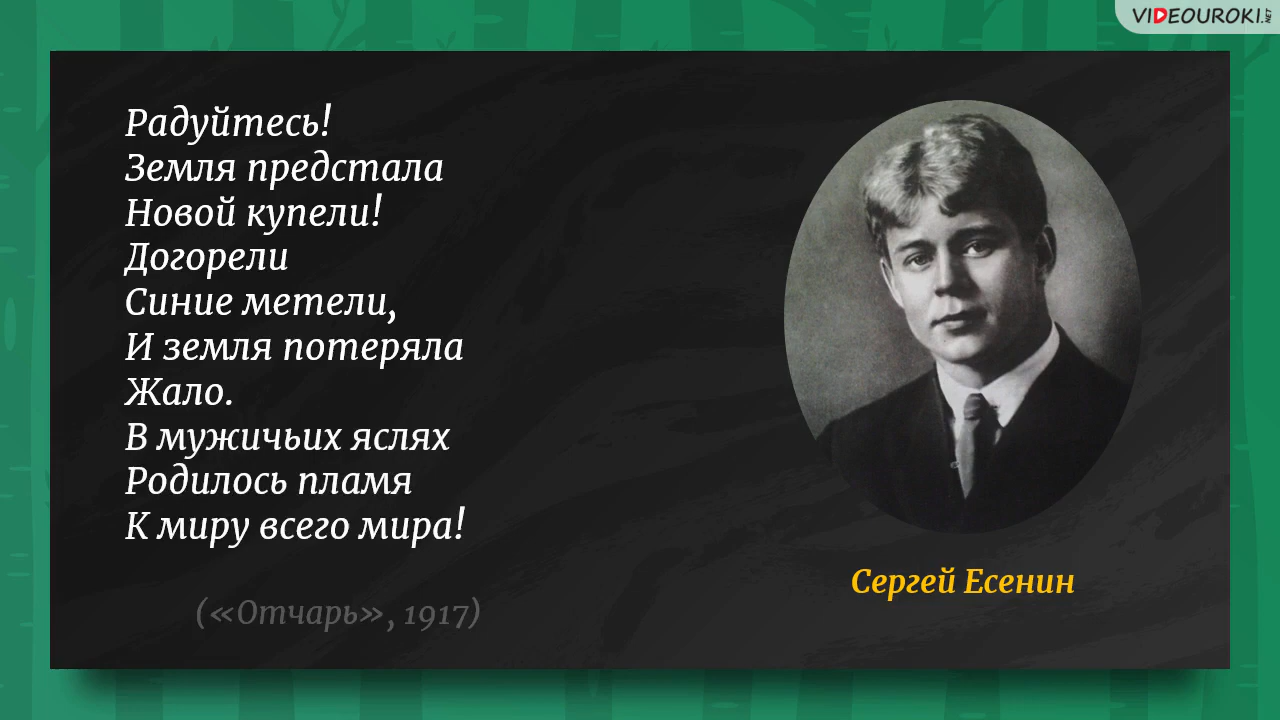 VIDEOUROKI.NET
Радуйтесь!
Земля предстала
Новой купели!
Догорели
Синие метели,
И земля потеряла
Жало.
В мужичьих яслях
Родилось пламя
К миру всего мира!
(«Отчарь», 1917)
Сергей Есенин